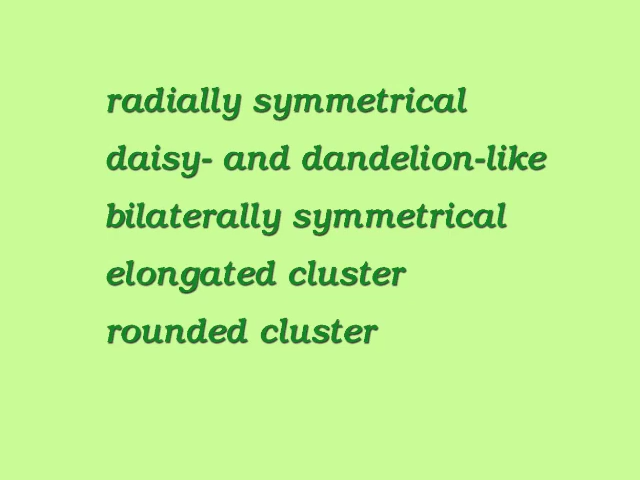 radially symmetrical
daisy- and dandelion-like
bilaterally symmetrical
elongated cluster
rounded cluster